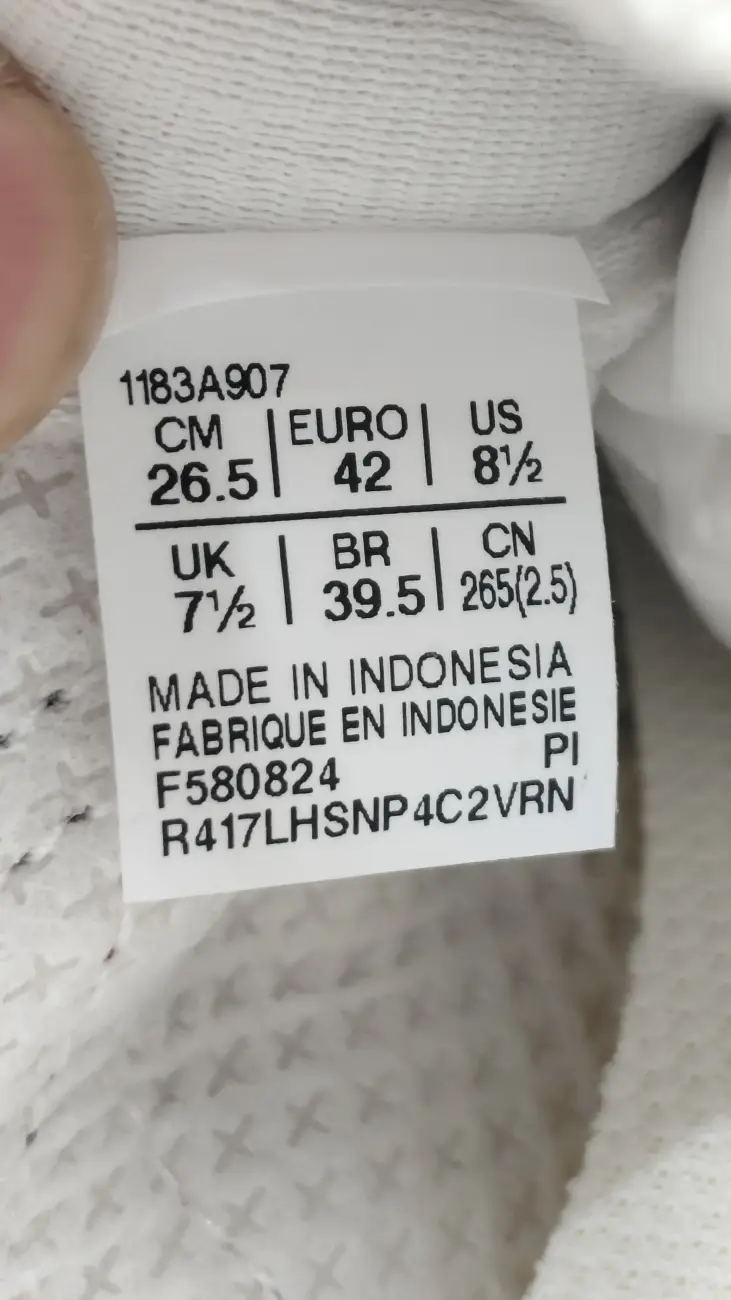 1183A907
CM | EURO | US
26.5 | 42 | 8½
UK | BR | CN
7½ | 39.5 | 265(2.5)
MADE IN INDONESIA
FABRIQUE EN INDONESIE
F580824 PI
R417LHSNP4C2VRN